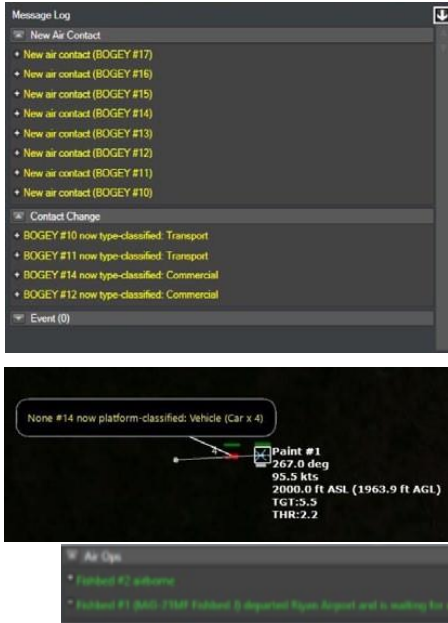 Message Log
New Air Contact
New air contact (BOGEY #17)
New air contact (BOGEY #16)
New air contact (BOGEY #15)
New air contact (BOGEY #14)
New air contact (BOGEY #13)
New air contact (BOGEY #12)
New air contact (BOGEY #11)
New air contact (BOGEY #10)
Contact Change
BOGEY #10 now type-classified: Transport
BOGEY #11 now type-classified: Transport
BOGEY #14 now type-classified: Commercial
BOGEY #12 now type-classified: Commercial
Event (0)
None #14 now platform-classified: Vehicle (Car x 4)
4
Paint #1
267.0 deg
95.5 kts
2000.0 ft ASL (1963.9 ft AGL)
TGT:5.5
THR:2.2
Air Ops
Fishbed #2 airborne
Fishbed #1 (MiG-21MF Fishbed J) departed Airport and is waiting for